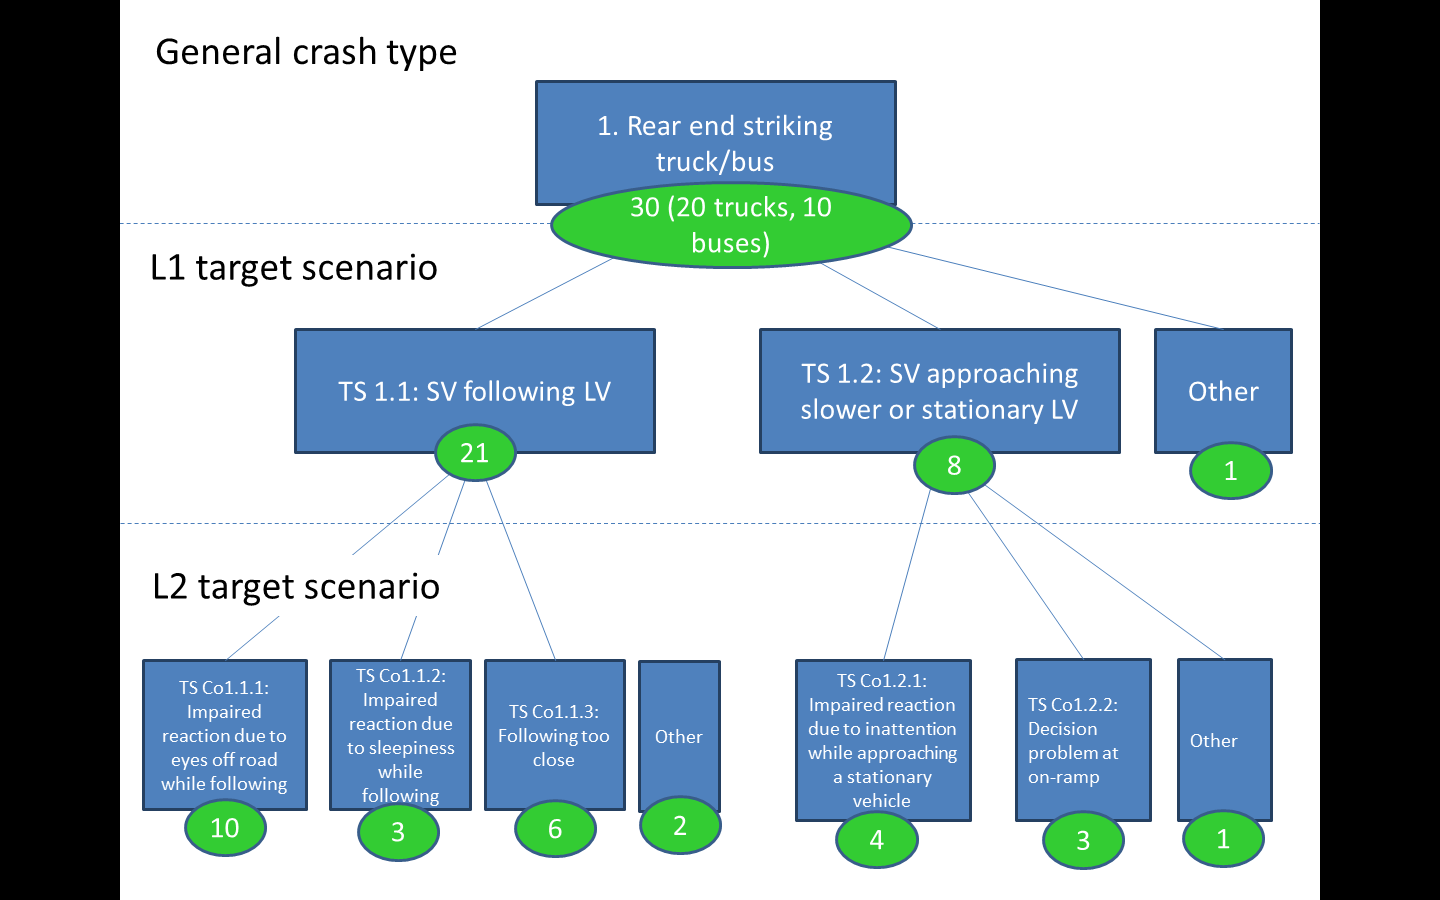 General crash type
1. Rear end striking
truck/bus
30 (20 trucks, 10
buses)
L1 target scenario
TS 1.1: SV following LV
21
TS 1.2: SV approaching
slower or stationary LV
8
Other
1
L2 target scenario
TS Co1.1.1:
Impaired
reaction due to
eyes off road
while following
10
TS Co1.1.2:
Impaired
reaction due
to sleepiness
while
following
3
TS Co1.1.3:
Following too
close
6
Other
2
TS Co1.2.1:
Impaired reaction
due to inattention
while approaching
a stationary
vehicle
4
TS Co1.2.2:
Decision
problem at
on-ramp
3
Other
1